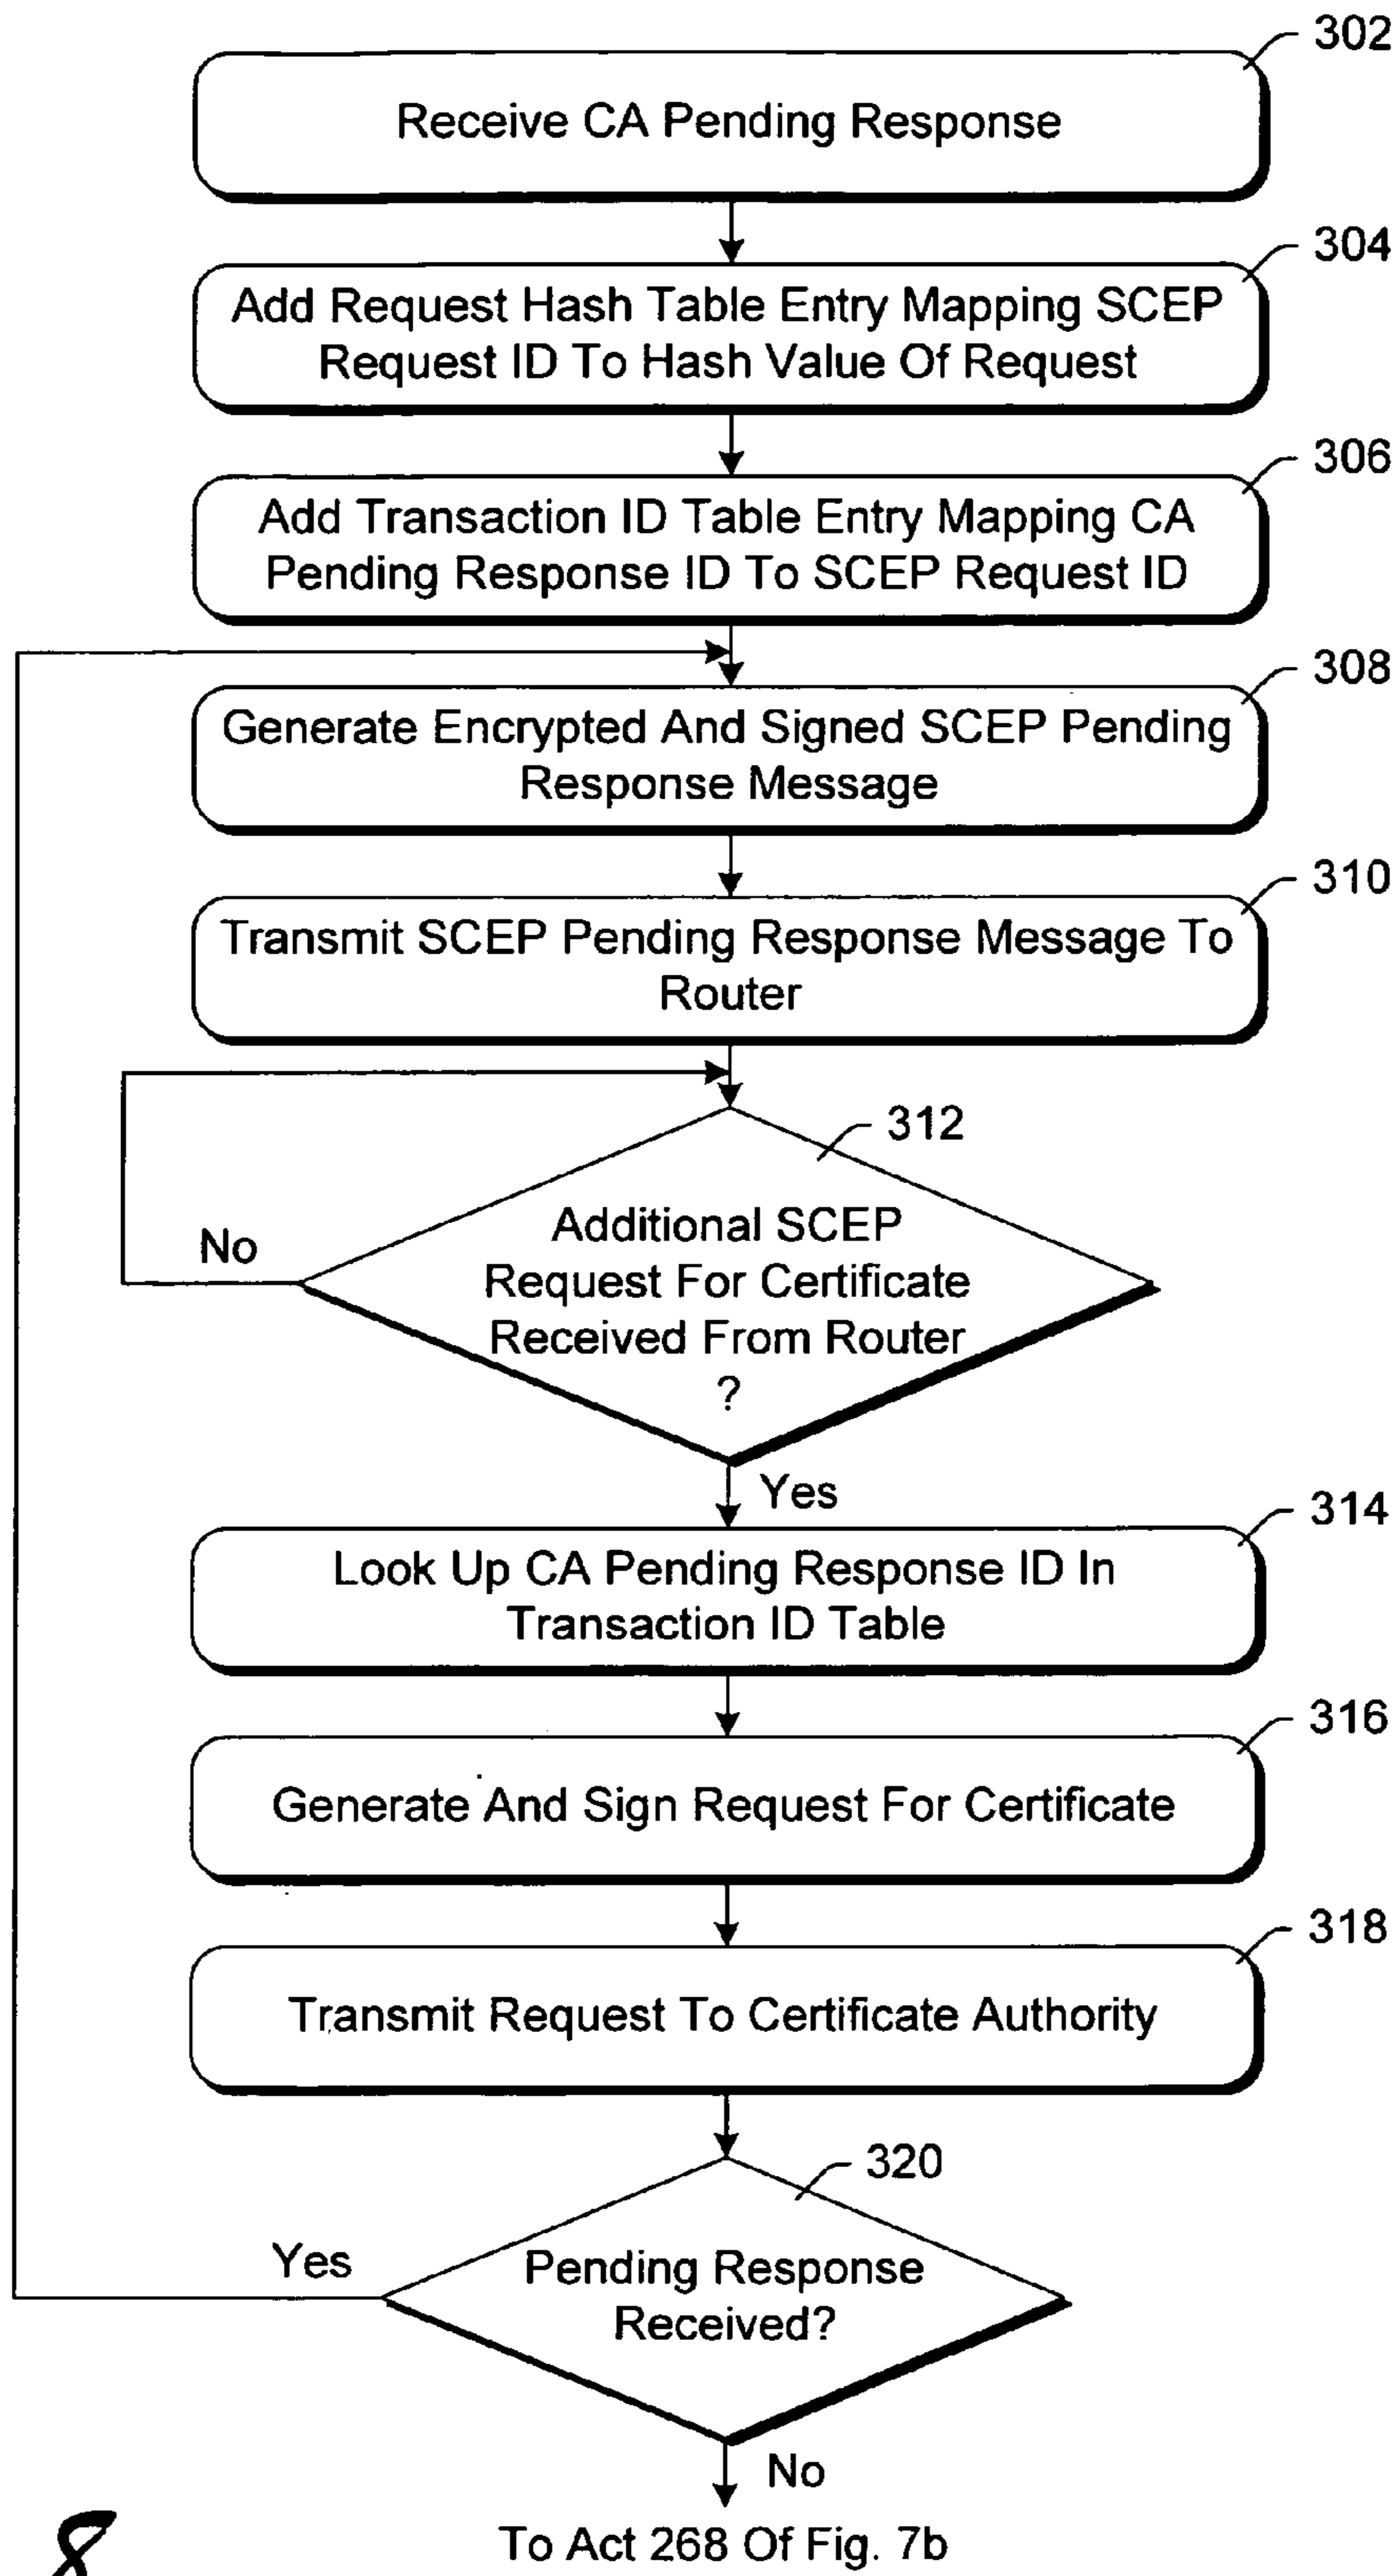 302
Receive CA Pending Response
304
Add Request Hash Table Entry Mapping SCEP
Request ID To Hash Value Of Request
306
Add Transaction ID Table Entry Mapping CA
Pending Response ID To SCEP Request ID
308
Generate Encrypted And Signed SCEP Pending
Response Message
310
Transmit SCEP Pending Response Message To
Router
312
Additional SCEP
Request For Certificate
Received From Router
?
No
Yes
314
Look Up CA Pending Response ID In
Transaction ID Table
316
Generate And Sign Request For Certificate
318
Transmit Request To Certificate Authority
320
Pending Response
Received?
Yes
No
To Act 268 Of Fig. 7b
8